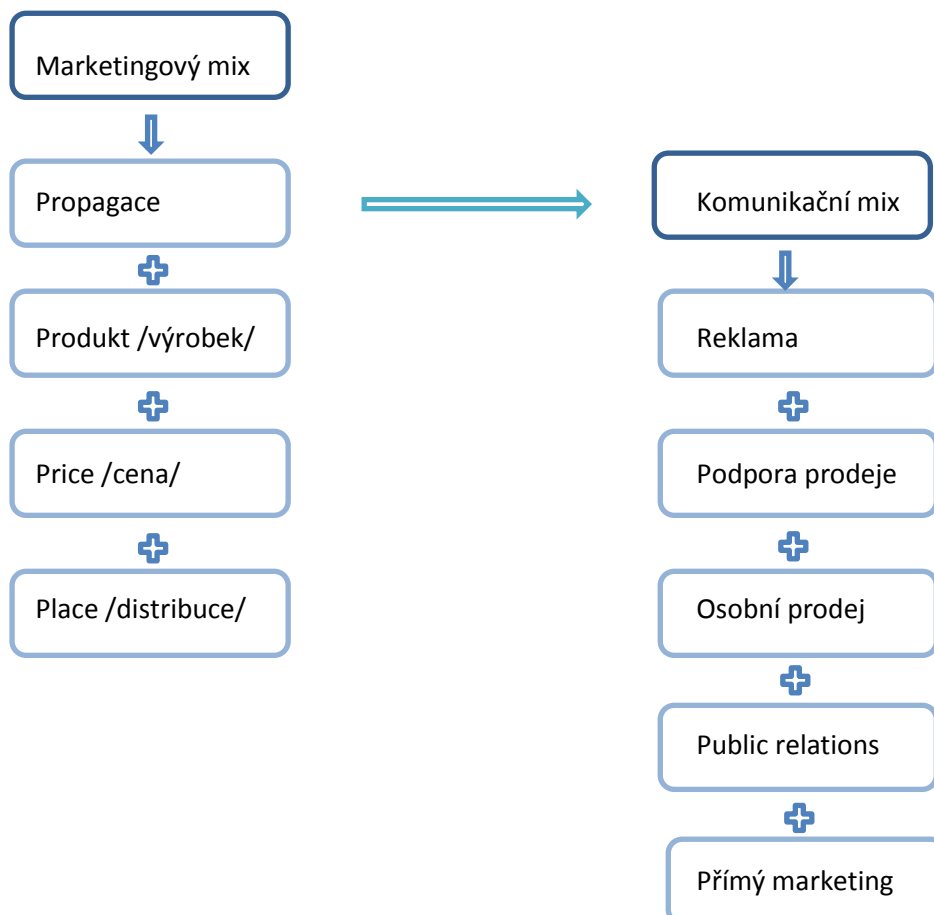 Marketingový mix
Propagace
Produkt /výrobek/
Price /cena/
Place /distribuce/
Komunikační mix
Reklama
Podpora prodeje
Osobní prodej
Public relations
Přímý marketing